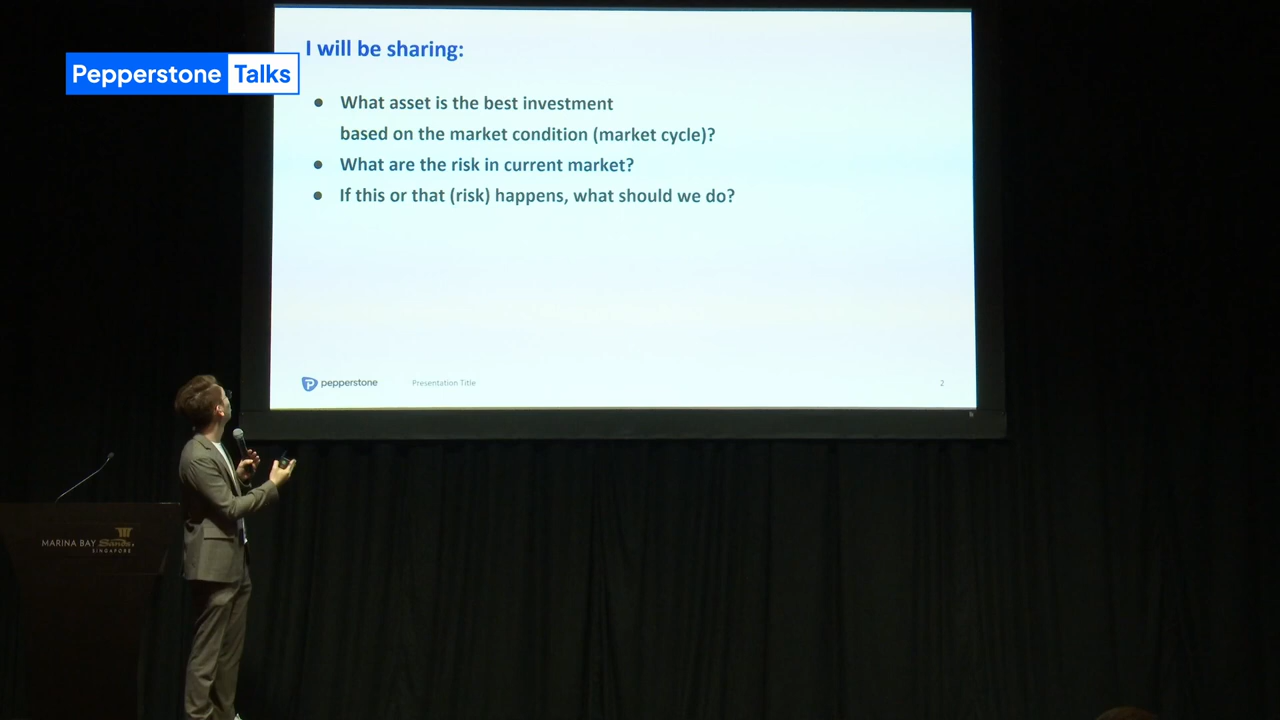 Pepperstone Talks
I will be sharing:
● What asset is the best investment
based on the market condition (market cycle)?
● What are the risk in current market?
● If this or that (risk) happens, what should we do?
pepperstone
Presentation Title
2
MARINA BAY Sands.
SINGAPORE